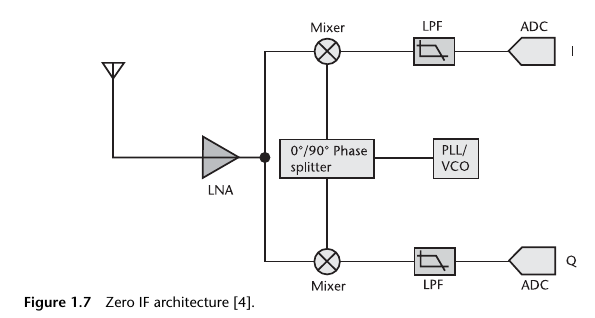 Mixer
LPF
ADC
I
0°/90° Phase
splitter
PLL/
VCO
LNA
Q
Mixer
LPF
ADC
Figure 1.7 Zero IF architecture [4].